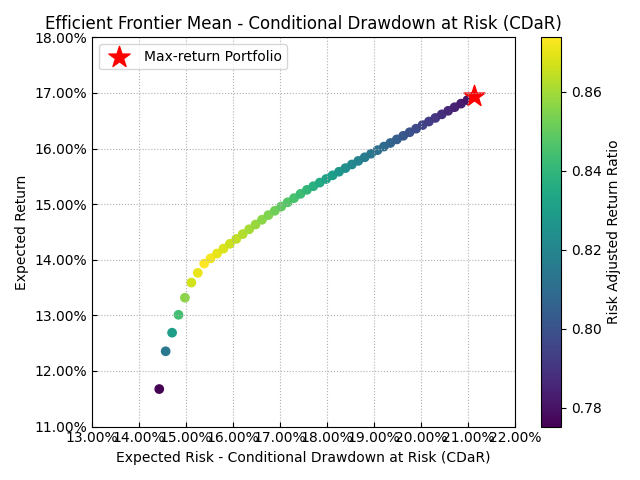 Efficient Frontier Mean - Conditional Drawdown at Risk (CDaR)
Max-return Portfolio
18.00%
17.00%
16.00%
15.00%
14.00%
13.00%
12.00%
11.00%
Expected Return
13.00% 14.00% 15.00% 16.00% 17.00% 18.00% 19.00% 20.00% 21.00% 22.00%
Expected Risk - Conditional Drawdown at Risk (CDaR)
0.86
0.84
0.82
0.80
0.78
Risk Adjusted Return Ratio